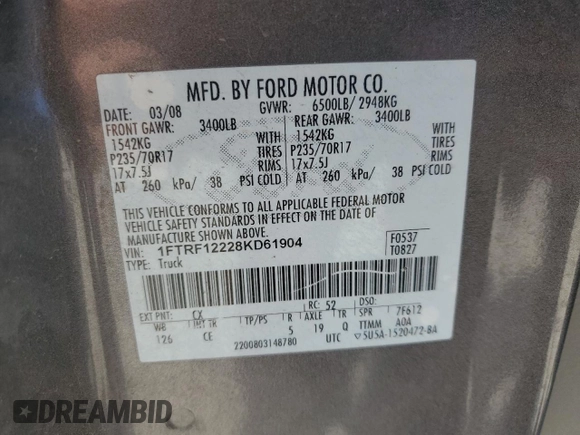 MFD. BY FORD MOTOR CO.
DATE: 03/08 GVWR: 6500LB/ 2948KG
FRONT GAWR: 3400LB REAR GAWR: 3400LB
1542KG WITH 1542KG WITH
P235/70R17 TIRES P235/70R17 TIRES
17x7.5J RIMS 17x7.5J RIMS
AT 260 kPa/ 38 PSI COLD AT 260 kPa/ 38 PSI COLD
THIS VEHICLE CONFORMS TO ALL APPLICABLE FEDERAL MOTOR
VEHICLE SAFETY STANDARDS IN EFFECT ON THE DATE OF
MANUFACTURE SHOWN ABOVE.
VIN: 1FTRF12228KD61904 F0537
TYPE: Truck T0827
EXT PNT: CX RC: 52 DSO:
WB INT TR TP/PS R AXLE TR SPR 7F612
126 CE 5 19 Q TTMM A0A
2200803148780 UTC ▽5U5A-1520472-BA
DREAMBID